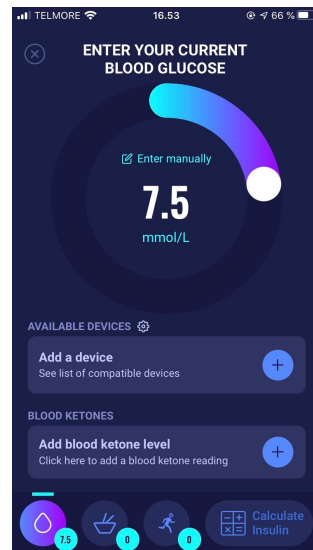 TELMORE 16.53 66 %
ENTER YOUR CURRENT
BLOOD GLUCOSE
Enter manually
7.5
mmol/L
AVAILABLE DEVICES
Add a device
See list of compatible devices
BLOOD KETONES
Add blood ketone level
Click here to add a blood ketone reading
7.5
0
0
Calculate
Insulin